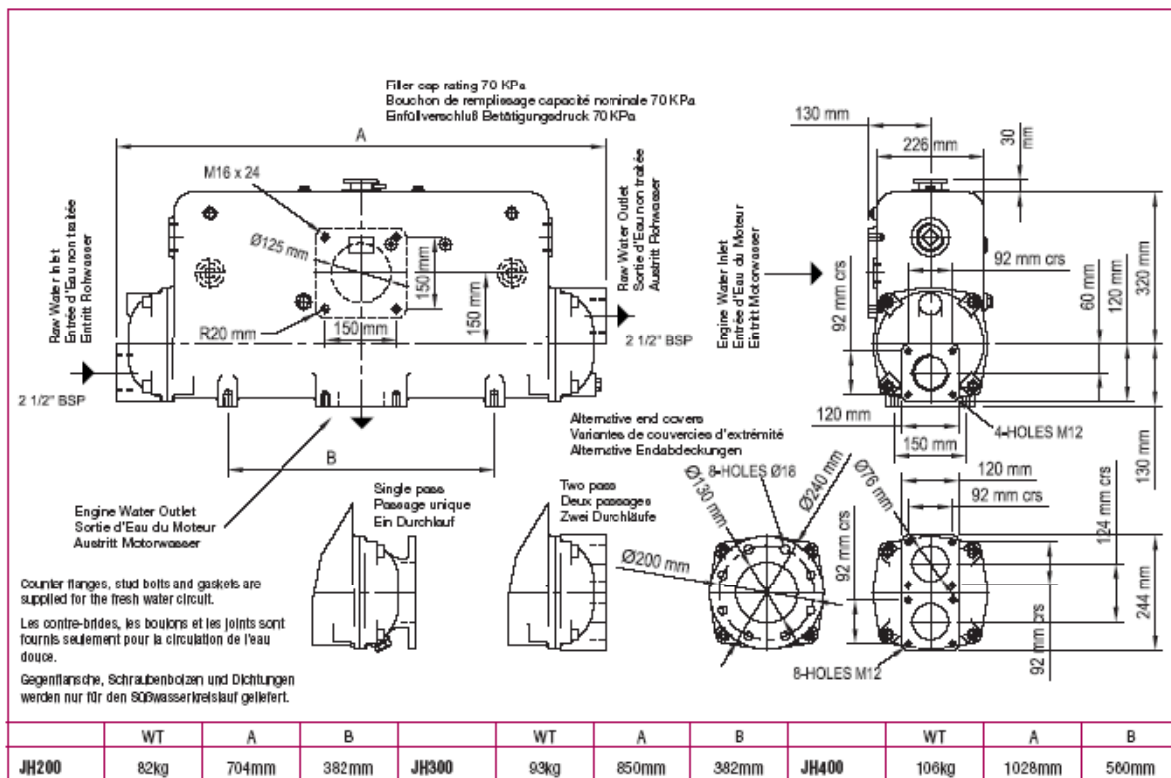 Filler cap rating 70 KPa
Bouchon de remplissage capacité nominale 70 KPa
Einfüllverschluß Betätigungsdruck 70 KPa
A
M16 x 24
Ø125 mm
150 mm
150 mm
R20 mm
150 mm
Raw Water Inlet
Entrée d'Eau non traitée
Eintritt Rohwasser
2 1/2" BSP
Raw Water Outlet
Sortie d'Eau non traitée
Austritt Rohwasser
2 1/2" BSP
B
Engine Water Outlet
Sortie d'Eau du Moteur
Austritt Motorwasser
Engine Water Inlet
Entrée d'Eau du Moteur
Eintritt Motorwasser
130 mm
226 mm
30
mm
92 mm crs
92 mm crs
60 mm
120 mm
320 mm
120 mm
150 mm
4-HOLES M12
130 mm
Alternative end covers
Variantes de couvercles d'extrémité
Alternative Endabdeckungen
Single pass
Passage unique
Ein Durchlauf
Two pass
Deux passages
Zwei Durchläufe
8-HOLES Ø18
Ø130 mm
Ø240 mm
Ø200 mm
Ø76 mm
120 mm
92 mm crs
124 mm crs
92 mm crs
92 mm crs
244 mm
8-HOLES M12
Counter flanges, stud bolts and gaskets are
supplied for the fresh water circuit.
Les contre-brides, les boulons et les joints sont
fournis seulement pour la circulation de l'eau
douce.
Gegenflansche, Schraubenbolzen und Dichtungen
werden nur für den Süßwasserkreislauf geliefert.
WT A B WT A B WT A B
JH200 82kg 704mm 382mm JH300 93kg 850mm 382mm JH400 106kg 1028mm 560mm